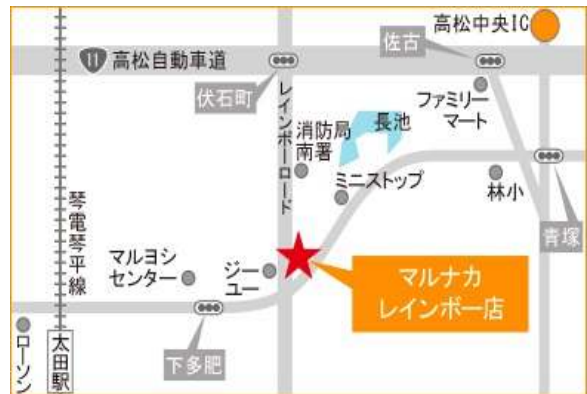 高松中央IC
11
高松自動車道
佐古
伏石町
ファミリー
マート
レインボーロード
消防局
南署
長池
ミニストップ
林小
青塚
琴電琴平線
マルヨシ
センター
ジー
ユー
マルナカ
レインボー店
下多肥
ローソン
太田駅